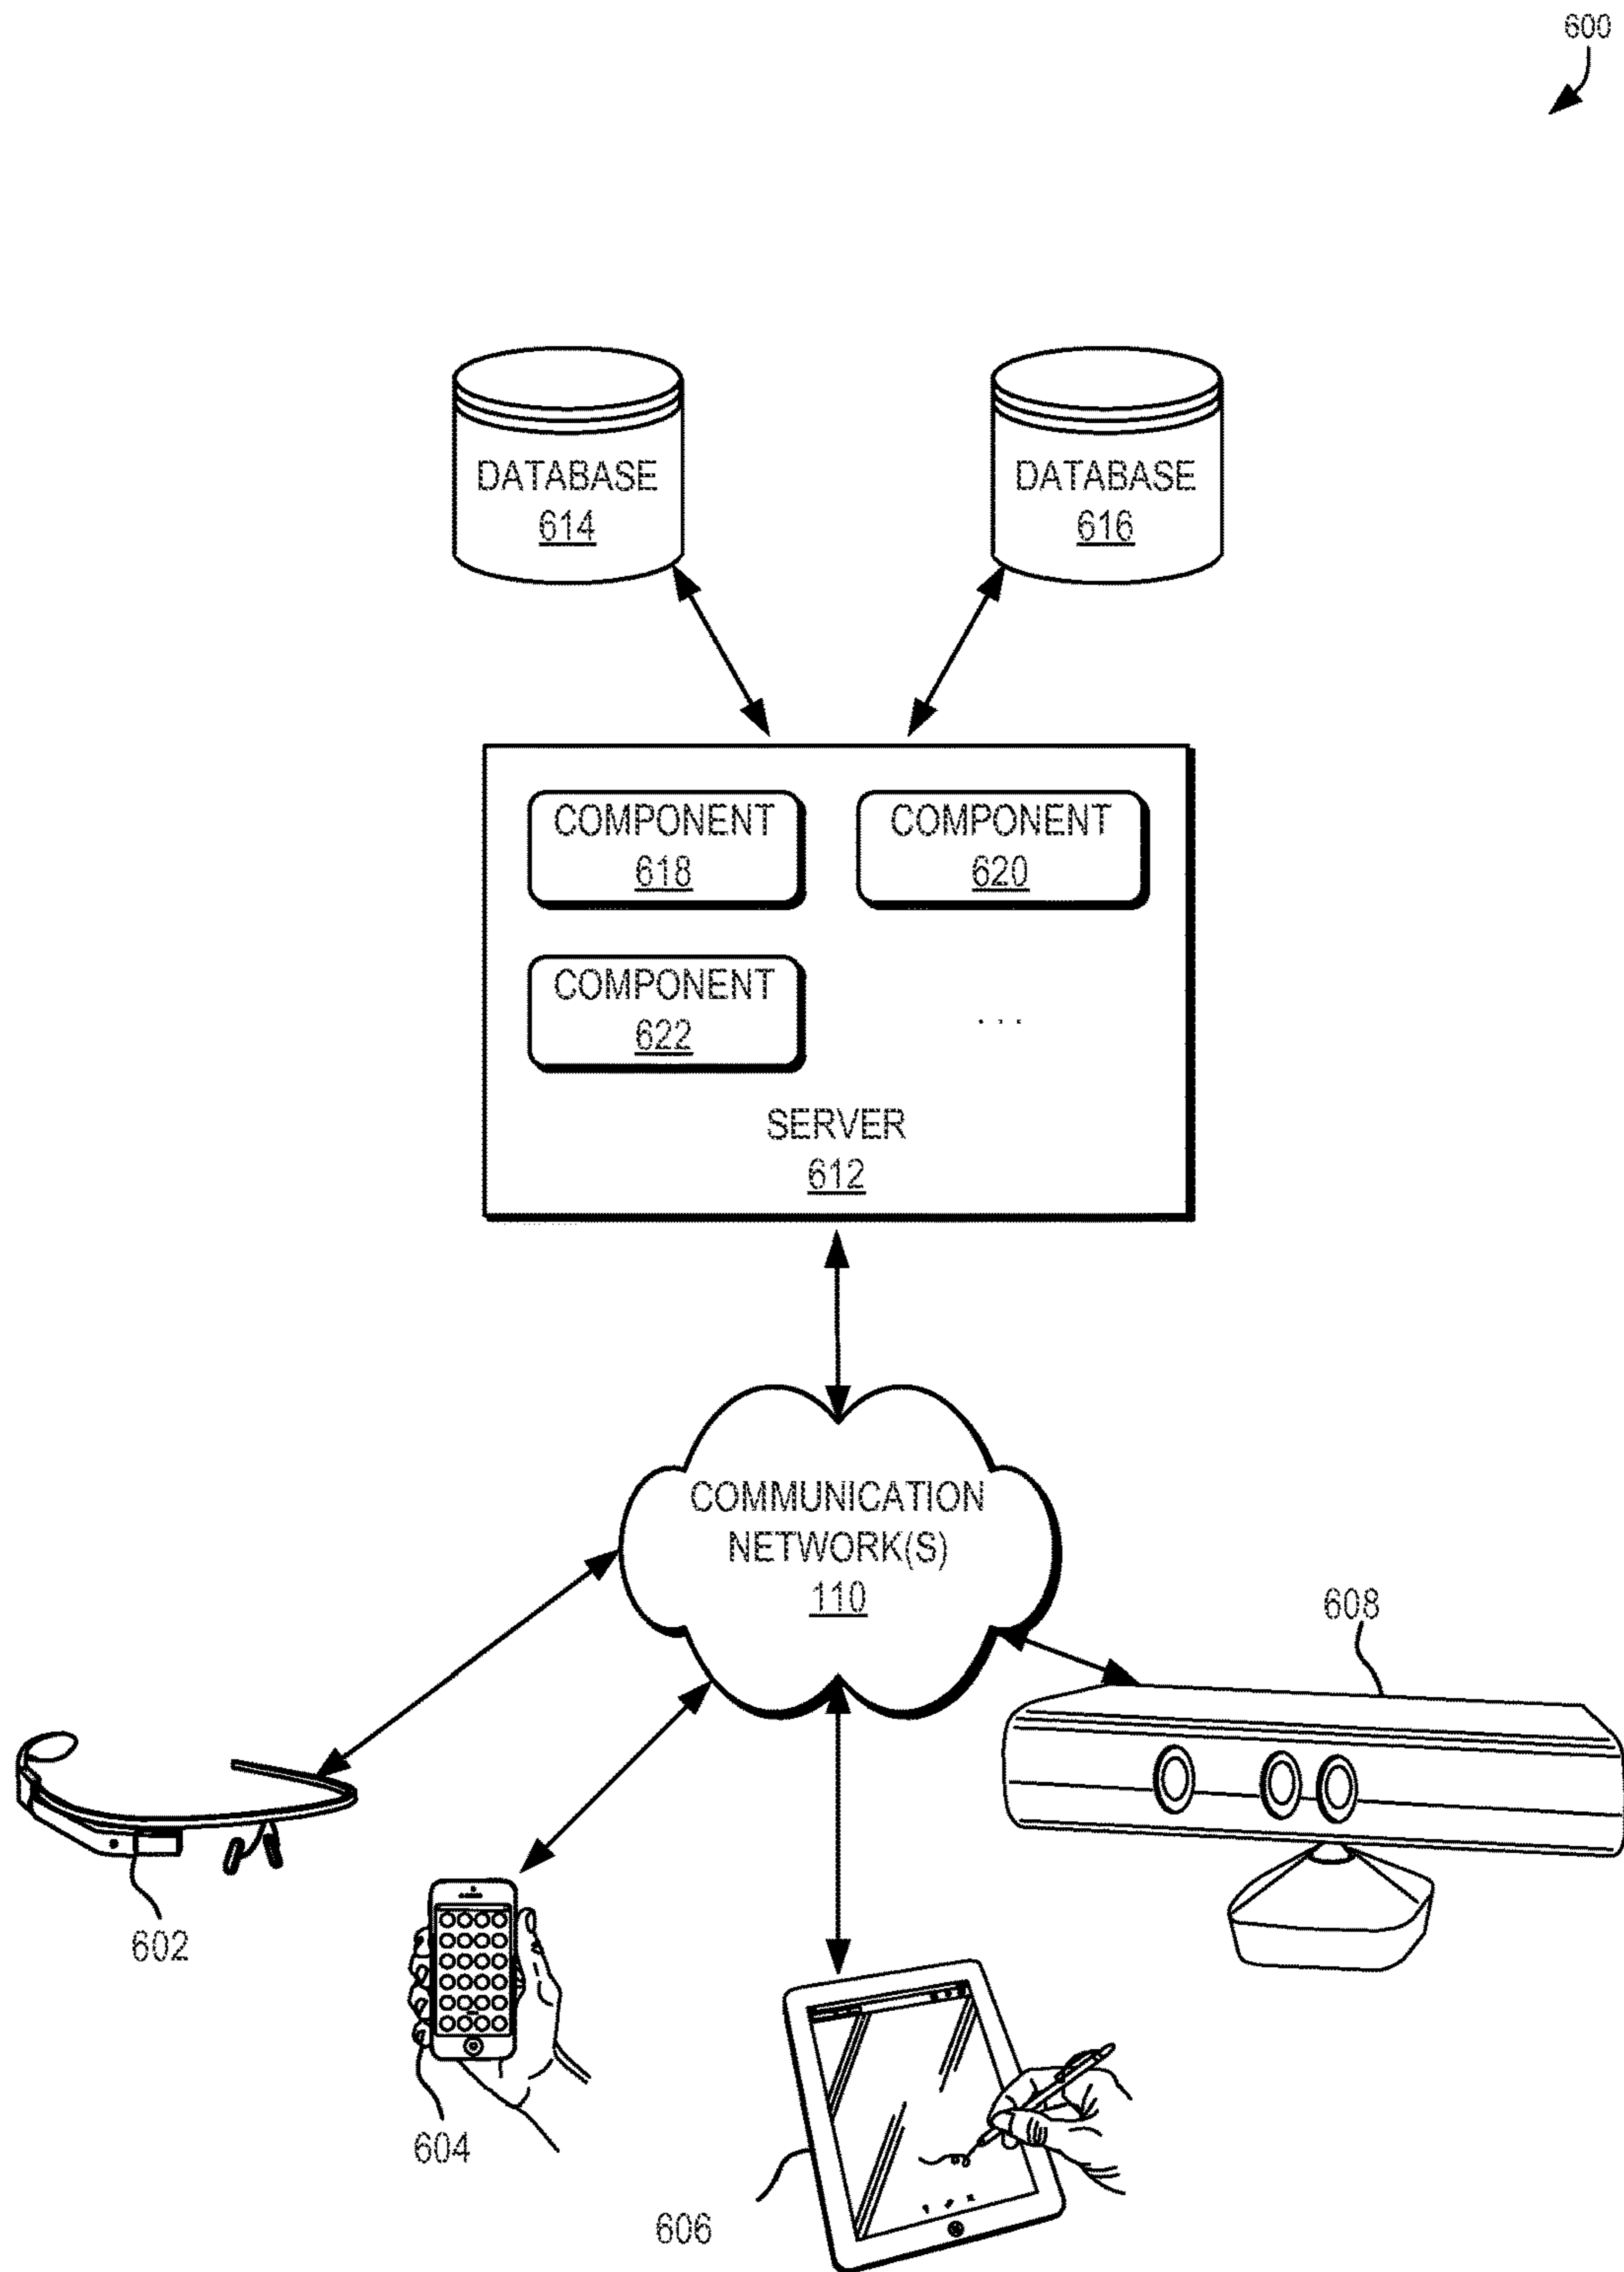 600
DATABASE
614
DATABASE
616
COMPONENT
618
COMPONENT
620
COMPONENT
622
. . .
SERVER
612
COMMUNICATION
NETWORK(S)
110
608
602
604
606